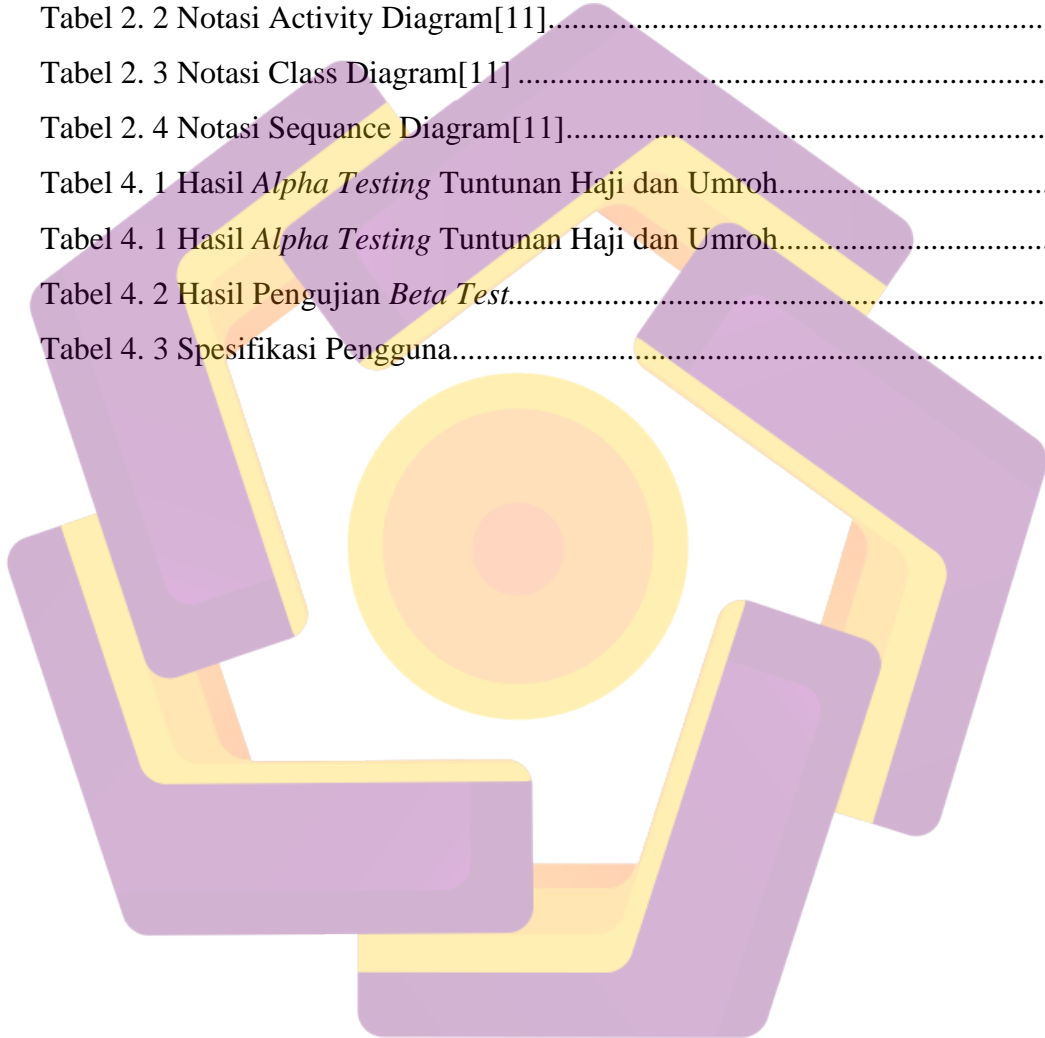 Tabel 2. 2 Notasi Activity Diagram[11]..........................................................
Tabel 2. 3 Notasi Class Diagram[11] ..............................................................
Tabel 2. 4 Notasi Sequance Diagram[11]........................................................
Tabel 4. 1 Hasil Alpha Testing Tuntunan Haji dan Umroh...............................
Tabel 4. 1 Hasil Alpha Testing Tuntunan Haji dan Umroh...............................
Tabel 4. 2 Hasil Pengujian Beta Test...............................................................
Tabel 4. 3 Spesifikasi Pengguna......................................................................